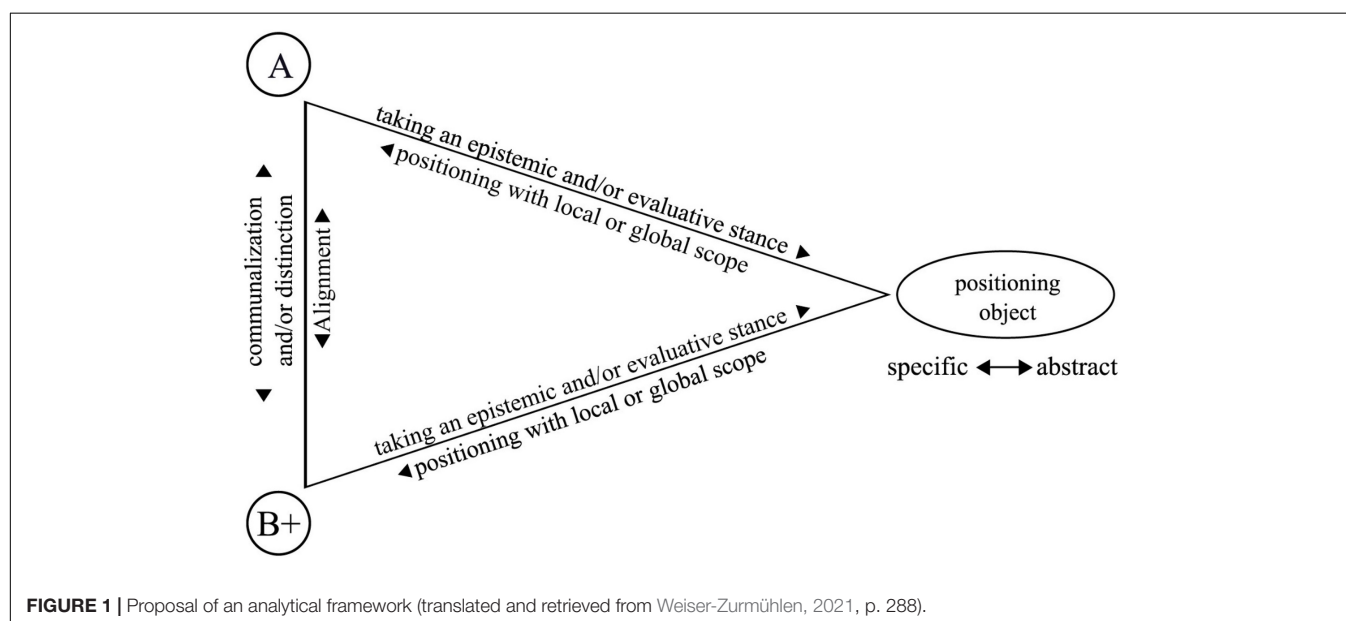 A
taking an epistemic and/or evaluative stance
positioning with local or global scope
communalization
and/or distinction
Alignment
positioning
object
specific abstract
taking an epistemic and/or evaluative stance
positioning with local or global scope
B+
FIGURE 1 | Proposal of an analytical framework (translated and retrieved from Weiser-Zurmühlen, 2021, p. 288).